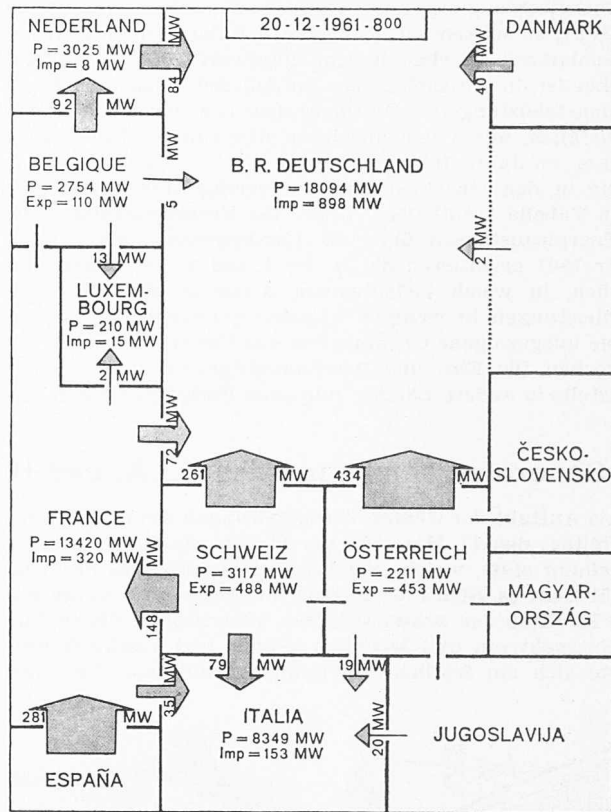 20-12-1961-800
NEDERLAND
P = 3025 MW
Imp = 8 MW
84 MW
DANMARK
40 MW
92 MW
BELGIQUE
P = 2754 MW
Exp = 110 MW
5 MW
B. R. DEUTSCHLAND
P = 18094 MW
Imp = 898 MW
2 MW
13 MW
LUXEM-
BOURG
P = 210 MW
Imp = 15 MW
2 MW
MW
261 MW
434 MW
ČESKO-
SLOVENSKO
FRANCE
P = 13420 MW
Imp = 320 MW
148 MW
SCHWEIZ
P = 3117 MW
Exp = 488 MW
ÖSTERREICH
P = 2211 MW
Exp = 453 MW
MAGYAR-
ORSZÁG
79 MW
19 MW
35 MW
281 MW
ESPAÑA
ITALIA
P = 8349 MW
Imp = 153 MW
20 MW
JUGOSLAVIJA